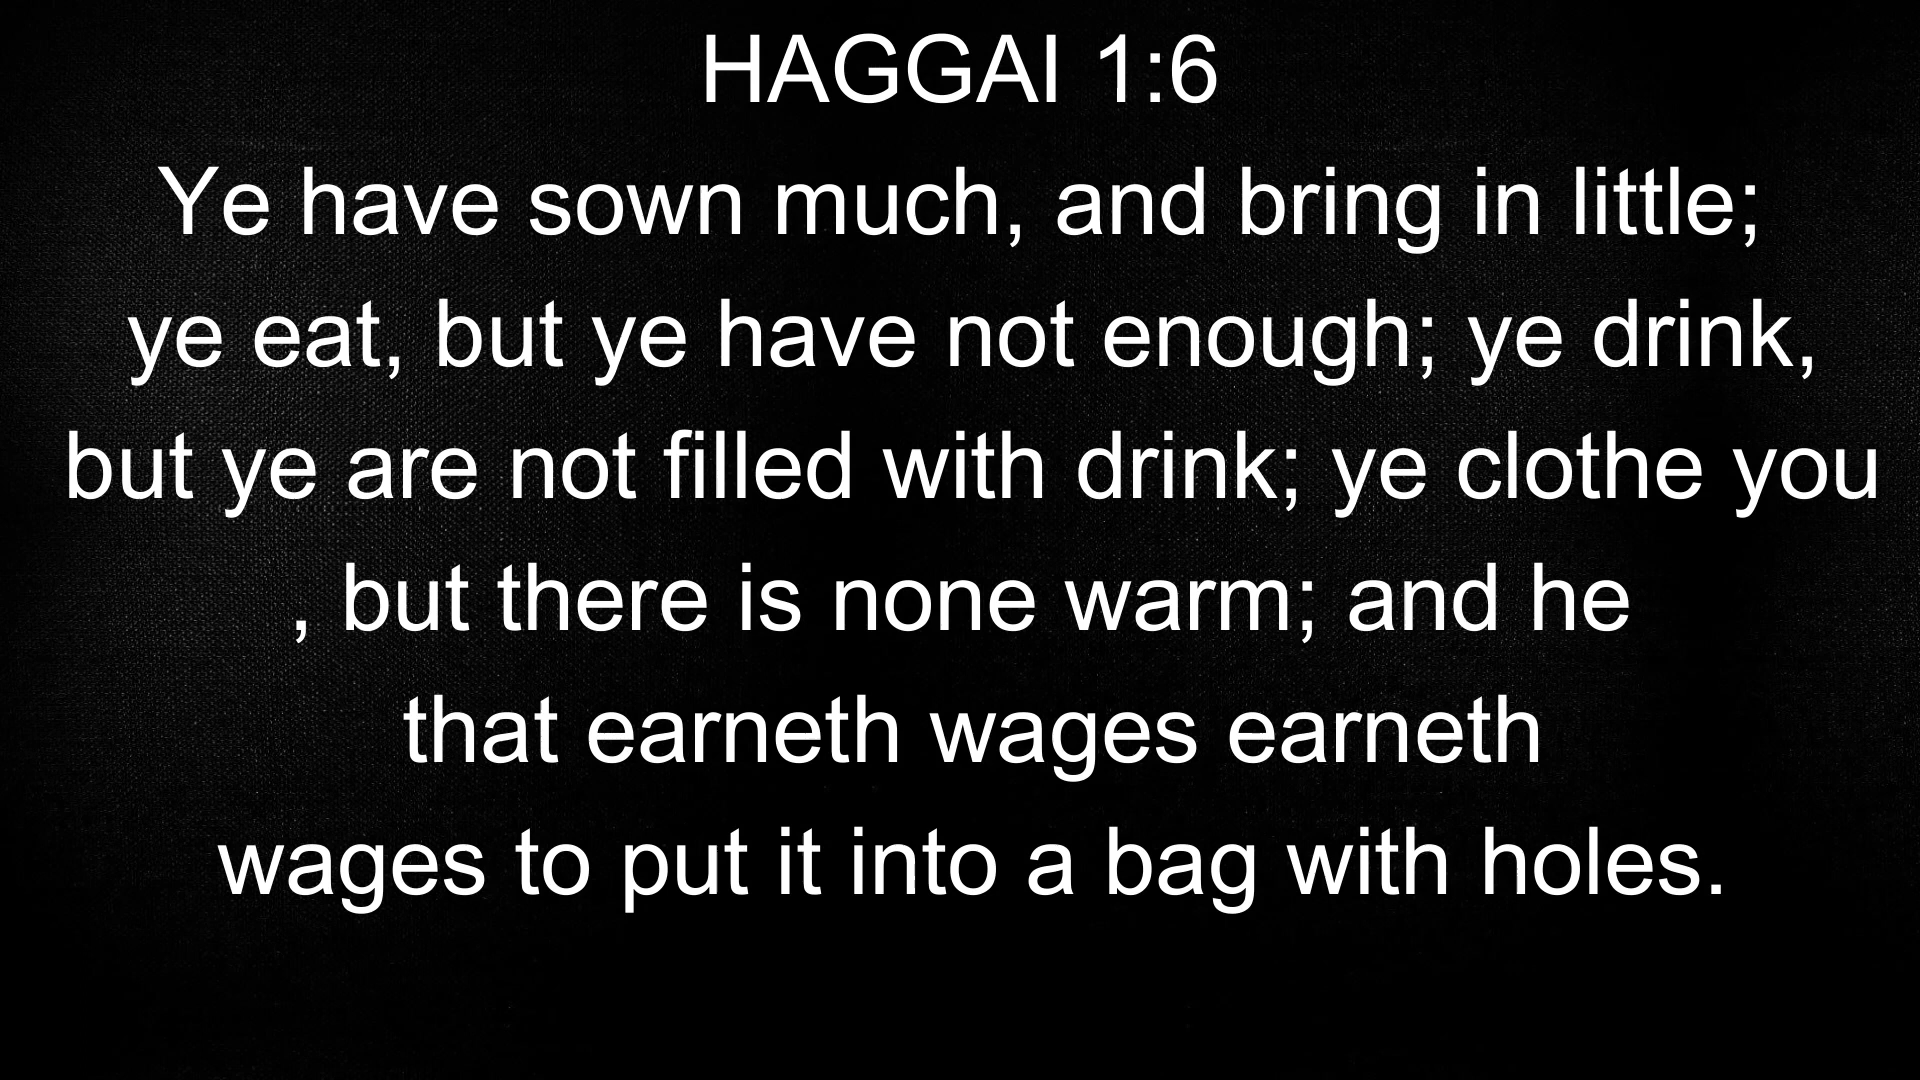 HAGGAI 1:6
Ye have sown much, and bring in little;
ye eat, but ye have not enough; ye drink,
but ye are not filled with drink; ye clothe you
, but there is none warm; and he
that earneth wages earneth
wages to put it into a bag with holes.